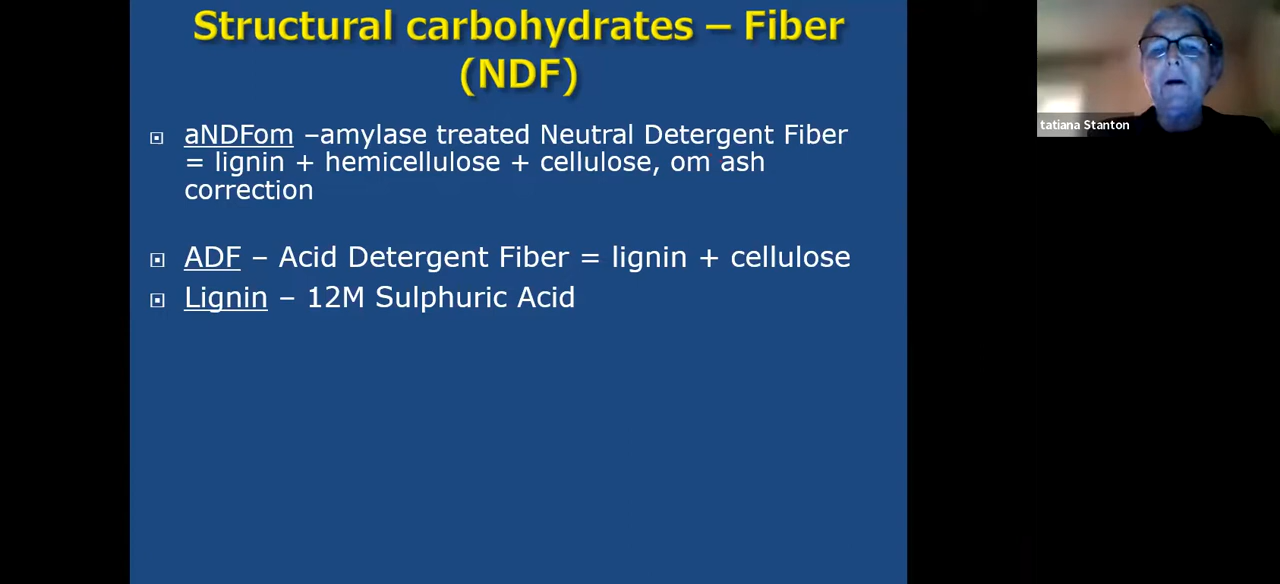 Structural carbohydrates – Fiber
(NDF)
aNDFom –amylase treated Neutral Detergent Fiber
= lignin + hemicellulose + cellulose, om ash
correction
ADF – Acid Detergent Fiber = lignin + cellulose
Lignin – 12M Sulphuric Acid
tatiana Stanton